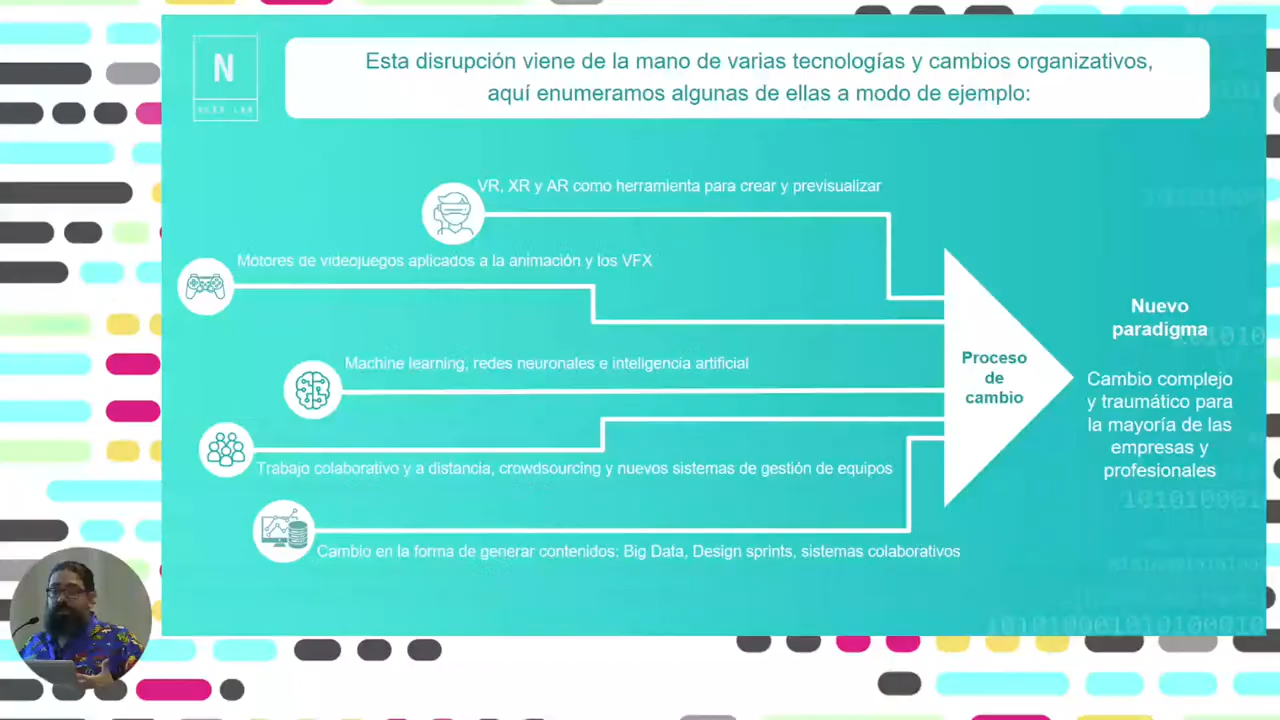 N
Esta disrupción viene de la mano de varias tecnologías y cambios organizativos,
aquí enumeramos algunas de ellas a modo de ejemplo:
VR, XR y AR como herramienta para crear y previsualizar
Motores de videojuegos aplicados a la animación y los VFX
Machine learning, redes neuronales e inteligencia artificial
Trabajo colaborativo y a distancia, crowdsourcing y nuevos sistemas de gestión de equipos
Cambio en la forma de generar contenidos: Big Data, Design sprints, sistemas colaborativos
Proceso
de
cambio
Nuevo
paradigma
Cambio complejo
y traumático para
la mayoría de las
empresas y
profesionales